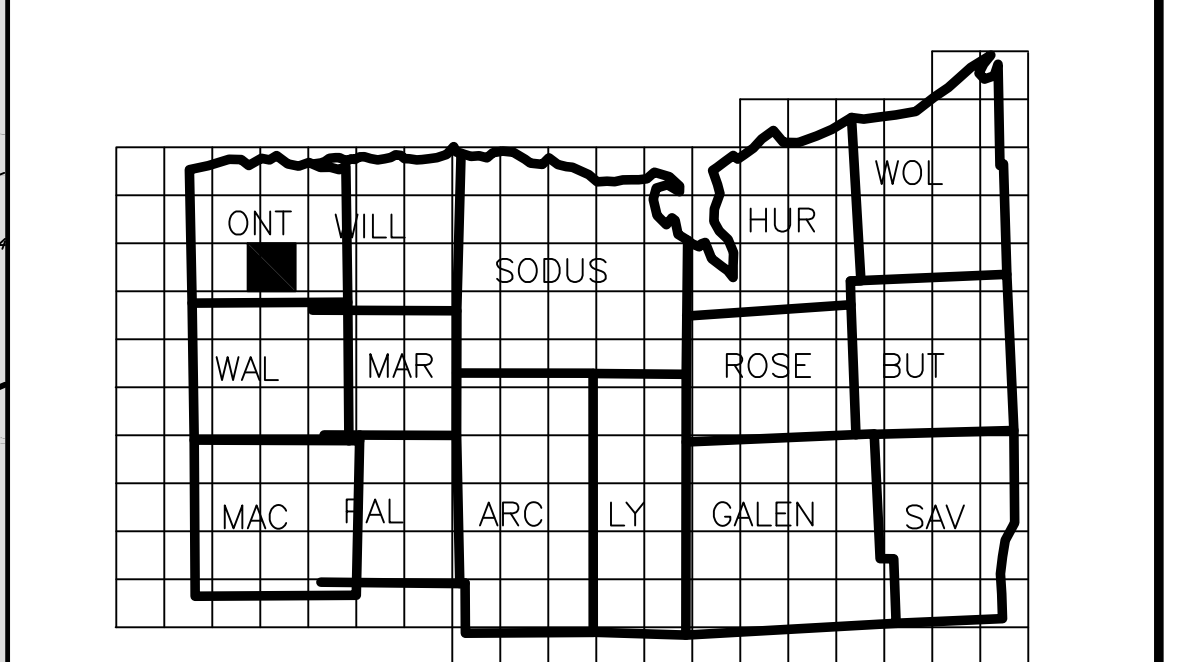 WOL
ONT WILL HUR
SODUS
WAL MAR ROSE BUT
MAC PAL ARC LY GALEN SAV